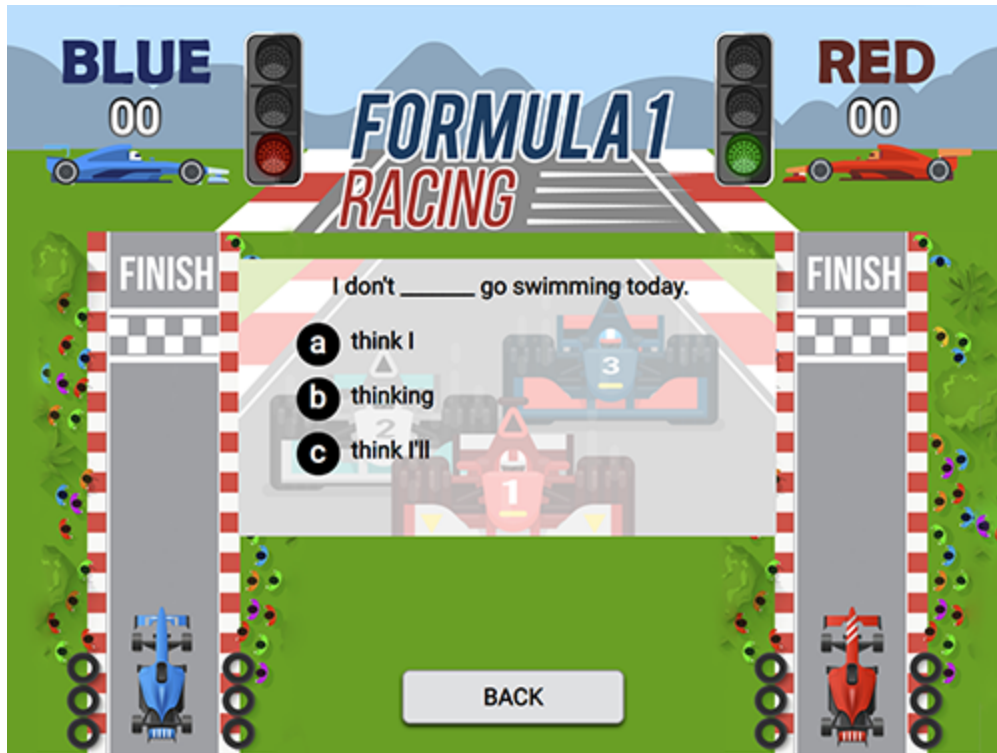 BLUE
00
RED
00
FORMULA 1
RACING
FINISH
FINISH
I don't ______ go swimming today.
a think I
b thinking
c think I'll
3
2
1
BACK